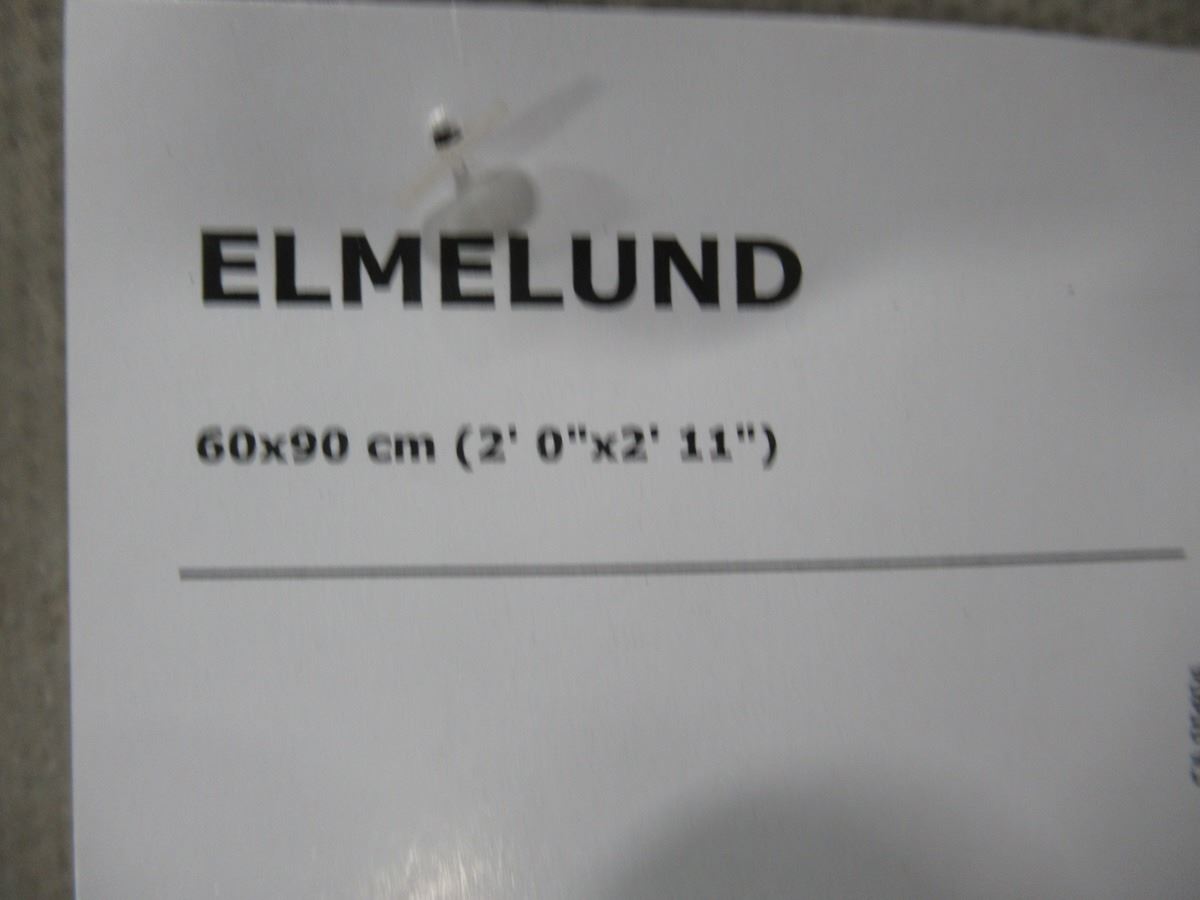 ELMELUND
60x90 cm (2' 0"x2' 11")